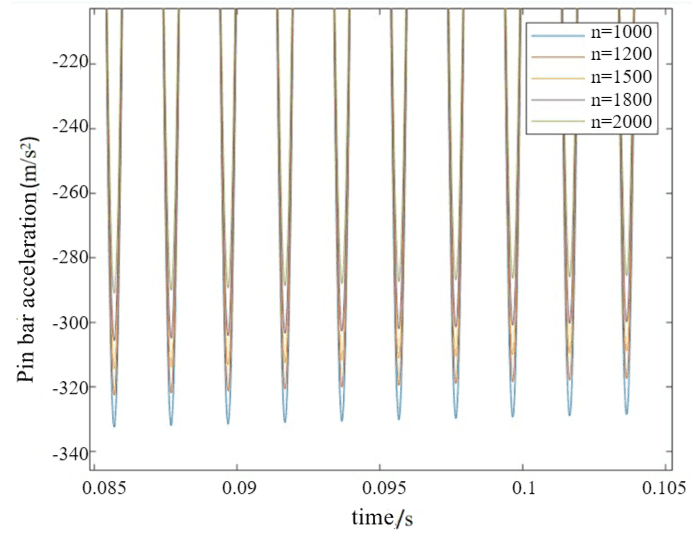 n=1000
n=1200
n=1500
n=1800
n=2000
-220
-240
-260
-280
-300
-320
-340
Pin bar acceleration (m/s²)
0.085
0.09
0.095
0.1
0.105
time/s